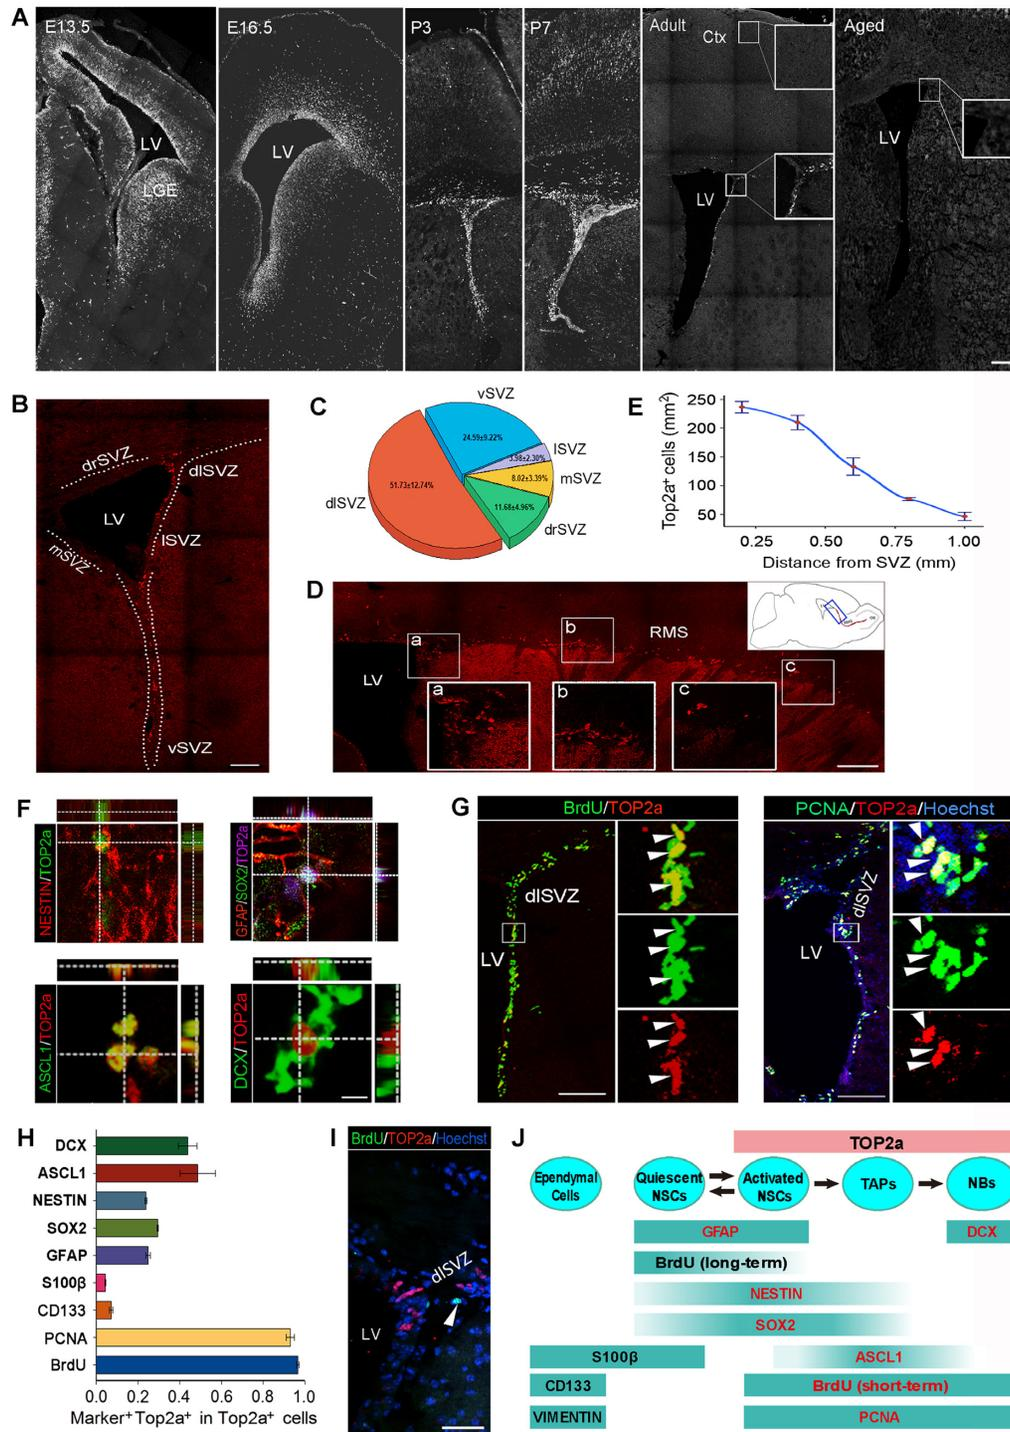 A
E13.5
E16.5
P3
P7
Adult
Ctx
Aged
LV
LGE
LV
LV
LV
B
drSVZ
dlSVZ
LV
mSVZ
lSVZ
vSVZ
C
vSVZ
24.59±9.22%
lSVZ
3.98±2.30%
mSVZ
8.02±3.39%
51.73±12.74%
dlSVZ
11.68±4.96%
drSVZ
E
Top2a+ cells (mm²)
250
200
150
100
50
0.25 0.50 0.75 1.00
Distance from SVZ (mm)
D
a
b
RMS
c
LV
a
b
c
F
NESTIN/TOP2a
GFAP/SOX2/TOP2a
ASCL1/TOP2a
DCX/TOP2a
G
BrdU/TOP2a
dlSVZ
LV
PCNA/TOP2a/Hoechst
dlSVZ
LV
H
DCX
ASCL1
NESTIN
SOX2
GFAP
S100β
CD133
PCNA
BrdU
0.0 0.2 0.4 0.6 0.8 1.0
Marker+Top2a+ in Top2a+ cells
I
BrdU/TOP2a/Hoechst
dlSVZ
LV
J
TOP2a
Ependymal Cells
Quiescent NSCs
Activated NSCs
TAPs
NBs
GFAP
DCX
BrdU (long-term)
NESTIN
SOX2
S100β
ASCL1
CD133
BrdU (short-term)
VIMENTIN
PCNA